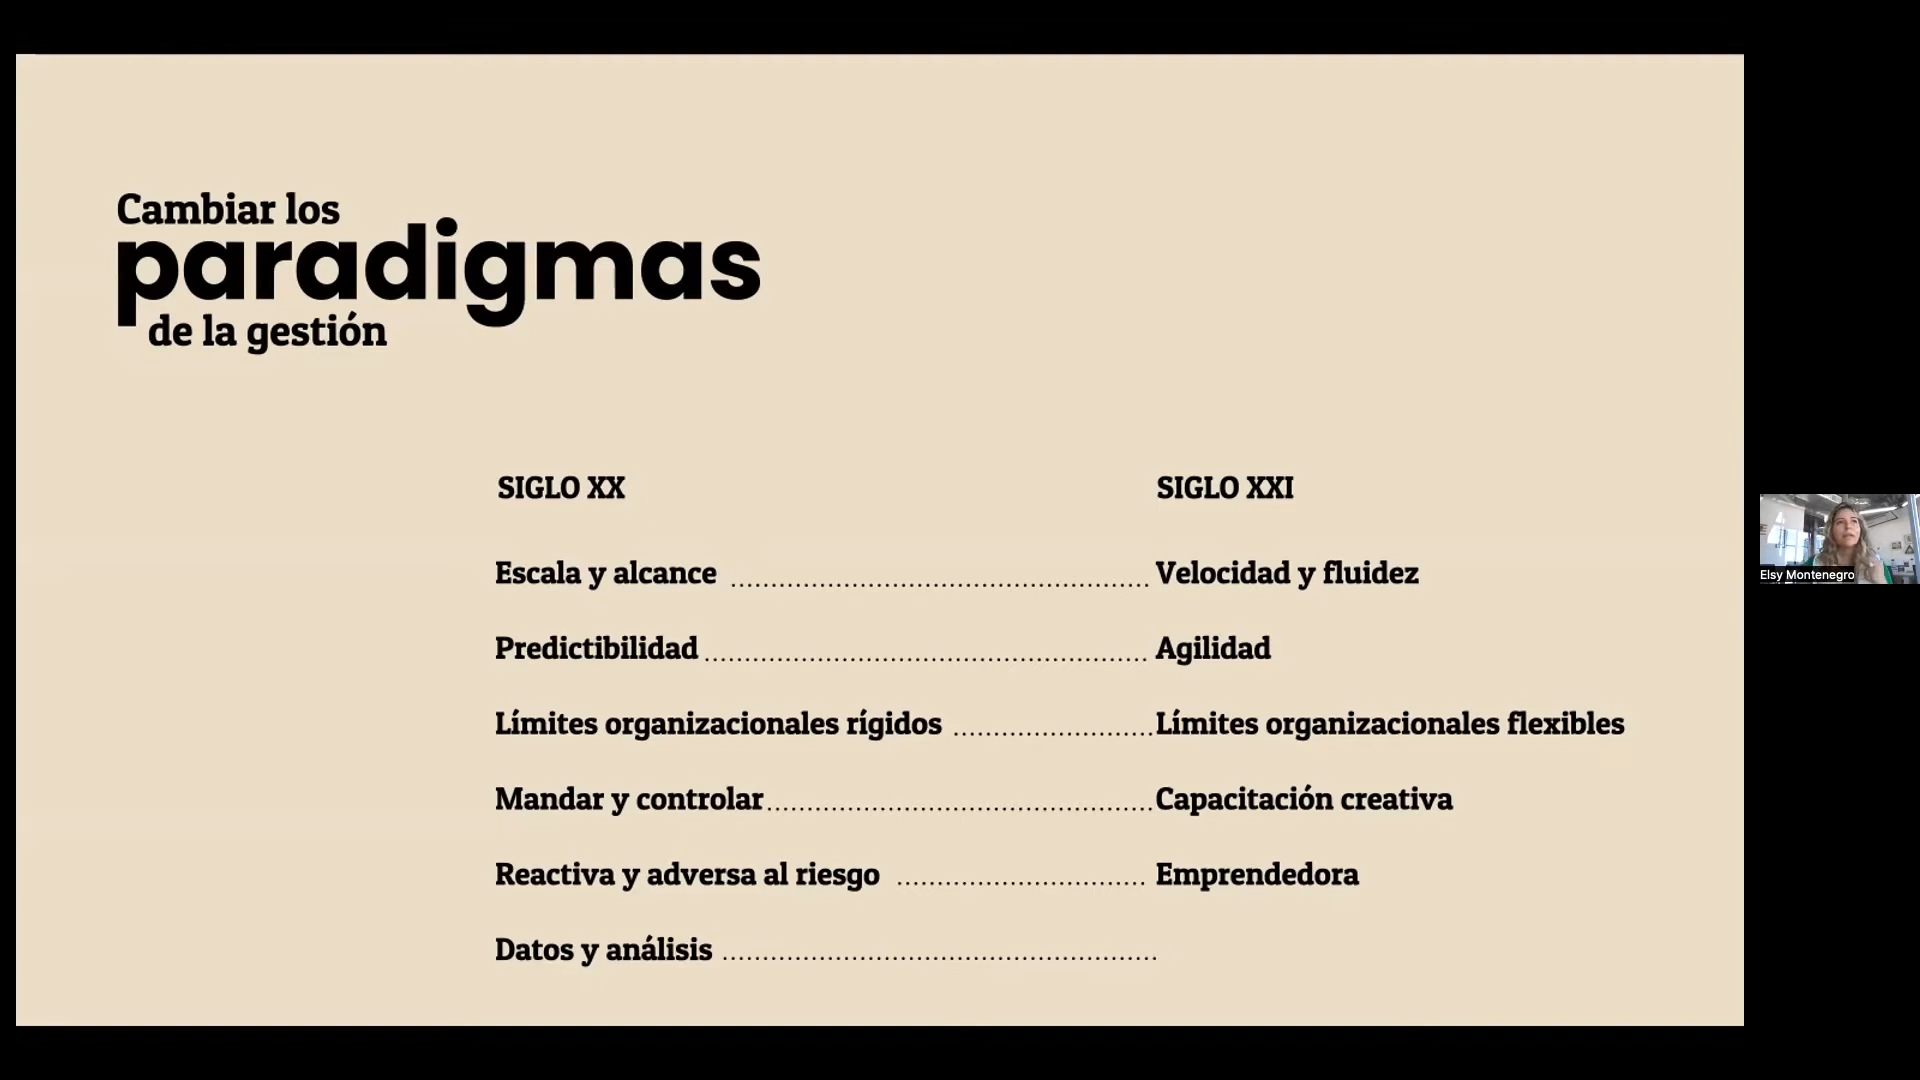 Cambiar los
paradigmas
de la gestión
SIGLO XX SIGLO XXI
Escala y alcance ........................................ Velocidad y fluidez
Predictibilidad ........................................ Agilidad
Límites organizacionales rígidos .................... Límites organizacionales flexibles
Mandar y controlar ........................................ Capacitación creativa
Reactiva y adversa al riesgo ......................... Emprendedora
Datos y análisis ........................................
Elsy Montenegro